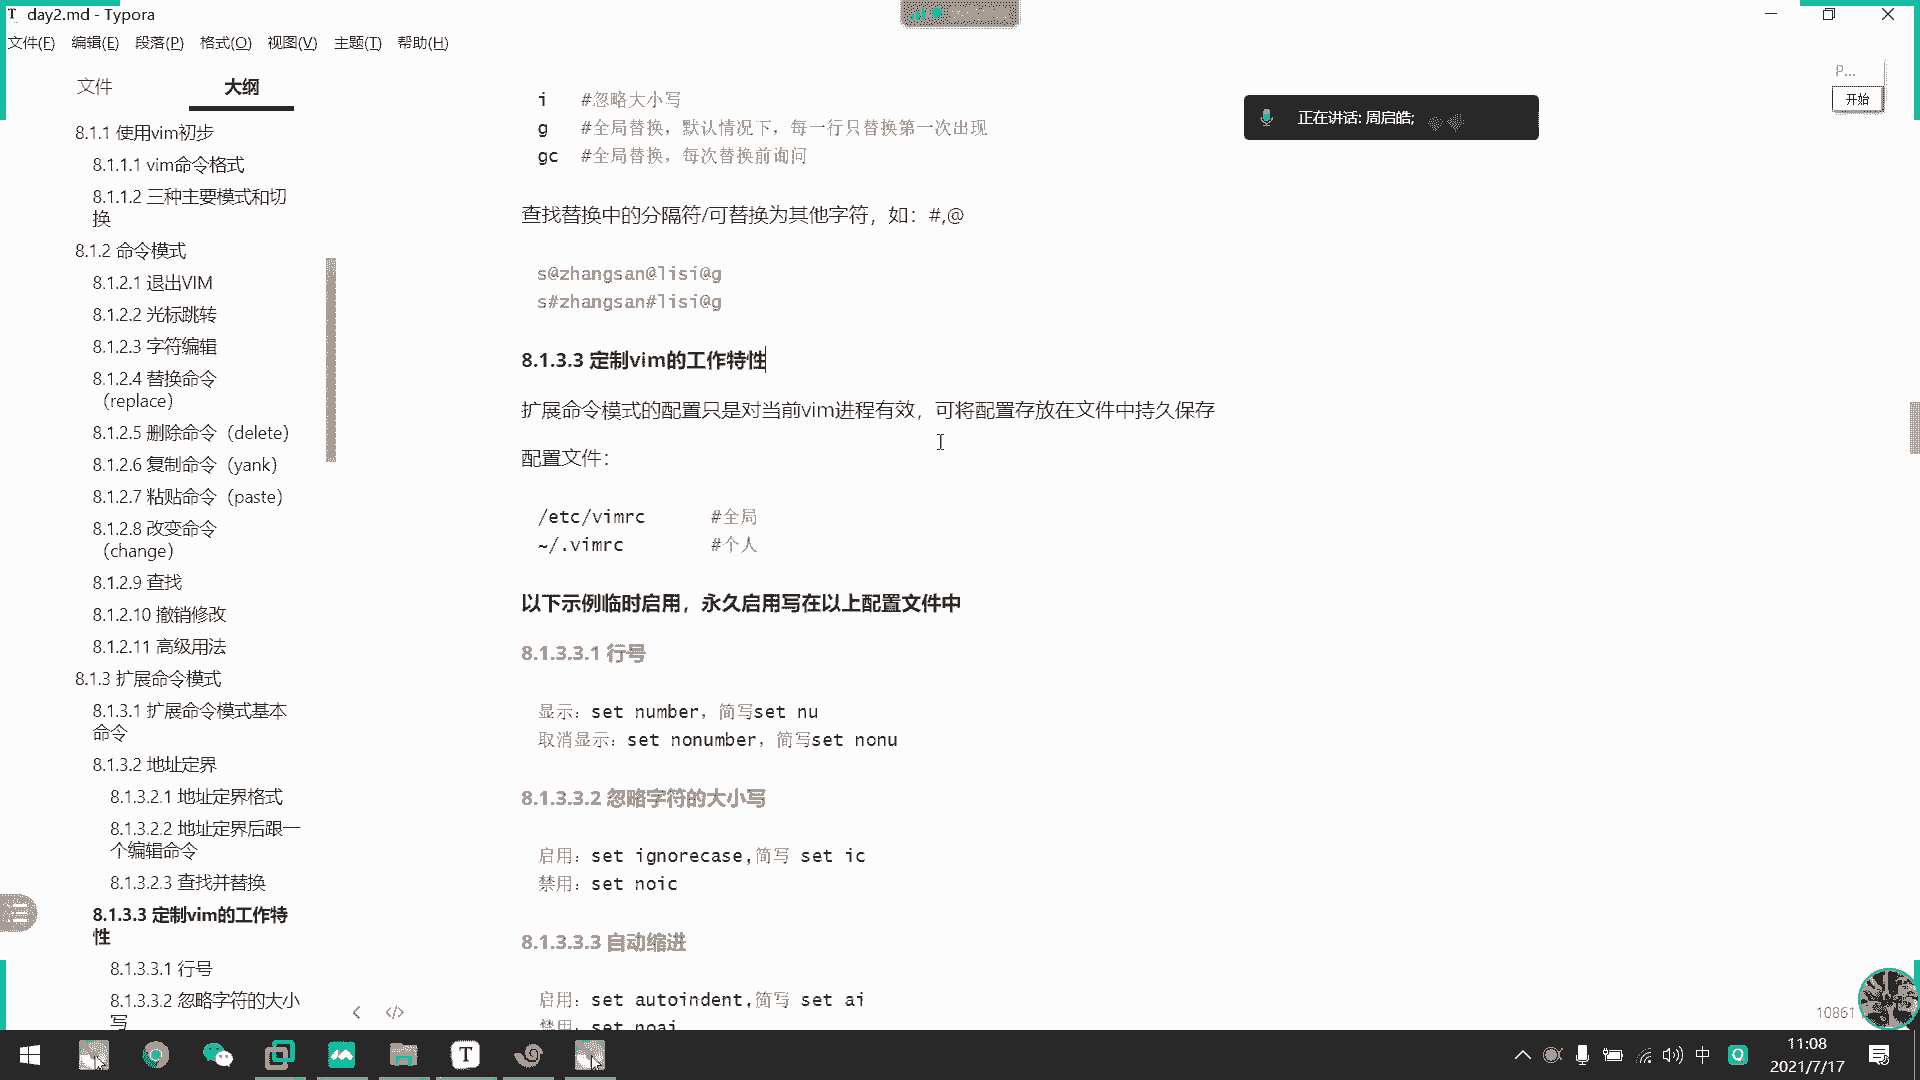 day2.md - Typora
文件(F) 编辑(E) 段落(P) 格式(O) 视图(V) 主题(T) 帮助(H)
文件 大纲
8.1.1 使用vim初步
8.1.1.1 vim命令格式
8.1.1.2 三种主要模式和切
换
8.1.2 命令模式
8.1.2.1 退出VIM
8.1.2.2 光标跳转
8.1.2.3 字符编辑
8.1.2.4 替换命令
（replace）
8.1.2.5 删除命令（delete）
8.1.2.6 复制命令（yank）
8.1.2.7 粘贴命令（paste）
8.1.2.8 改变命令
（change）
8.1.2.9 查找
8.1.2.10 撤销修改
8.1.2.11 高级用法
8.1.3 扩展命令模式
8.1.3.1 扩展命令模式基本
命令
8.1.3.2 地址定界
8.1.3.2.1 地址定界格式
8.1.3.2.2 地址定界后跟一
个编辑命令
8.1.3.2.3 查找并替换
8.1.3.3 定制vim的工作特
性
8.1.3.3.1 行号
8.1.3.3.2 忽略字符的大小
写
i #忽略大小写
g #全局替换，默认情况下，每一行只替换第一次出现
gc #全局替换，每次替换前询问
查找替换中的分隔符/可替换为其他字符，如：#,@
s@zhangsan@lisi@g
s#zhangsan#lisi@g
8.1.3.3 定制vim的工作特性
扩展命令模式的配置只是对当前vim进程有效，可将配置存放在文件中持久保存
配置文件：
/etc/vimrc #全局
~/.vimrc #个人
以下示例临时启用，永久启用写在以上配置文件中
8.1.3.3.1 行号
显示：set number，简写set nu
取消显示：set nonumber，简写set nonu
8.1.3.3.2 忽略字符的大小写
启用：set ignorecase,简写 set ic
禁用：set noic
8.1.3.3.3 自动缩进
启用：set autoindent,简写 set ai
禁用：set noai
正在讲话: 周启皓;
P...
开始
10861
中
11:08
2021/7/17